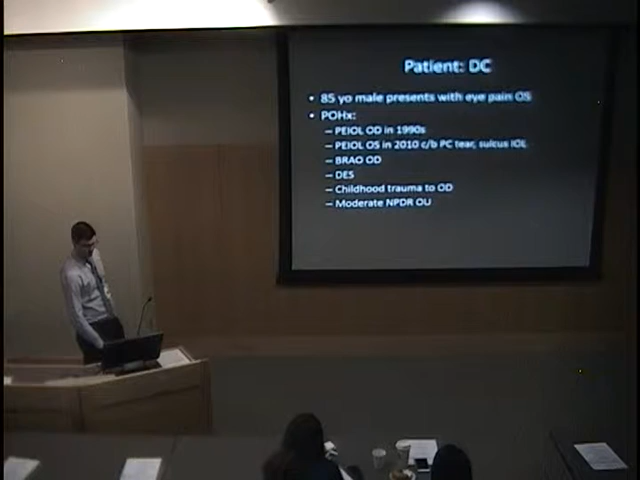 Patient: DC
• 85 yo male presents with eye pain OS
• POHx:
– PEIOL OD in 1990s
– PEIOL OS in 2010 c/b PC tear, sulcus IOL
– BRAO OD
– DES
– Childhood trauma to OD
– Moderate NPDR OU